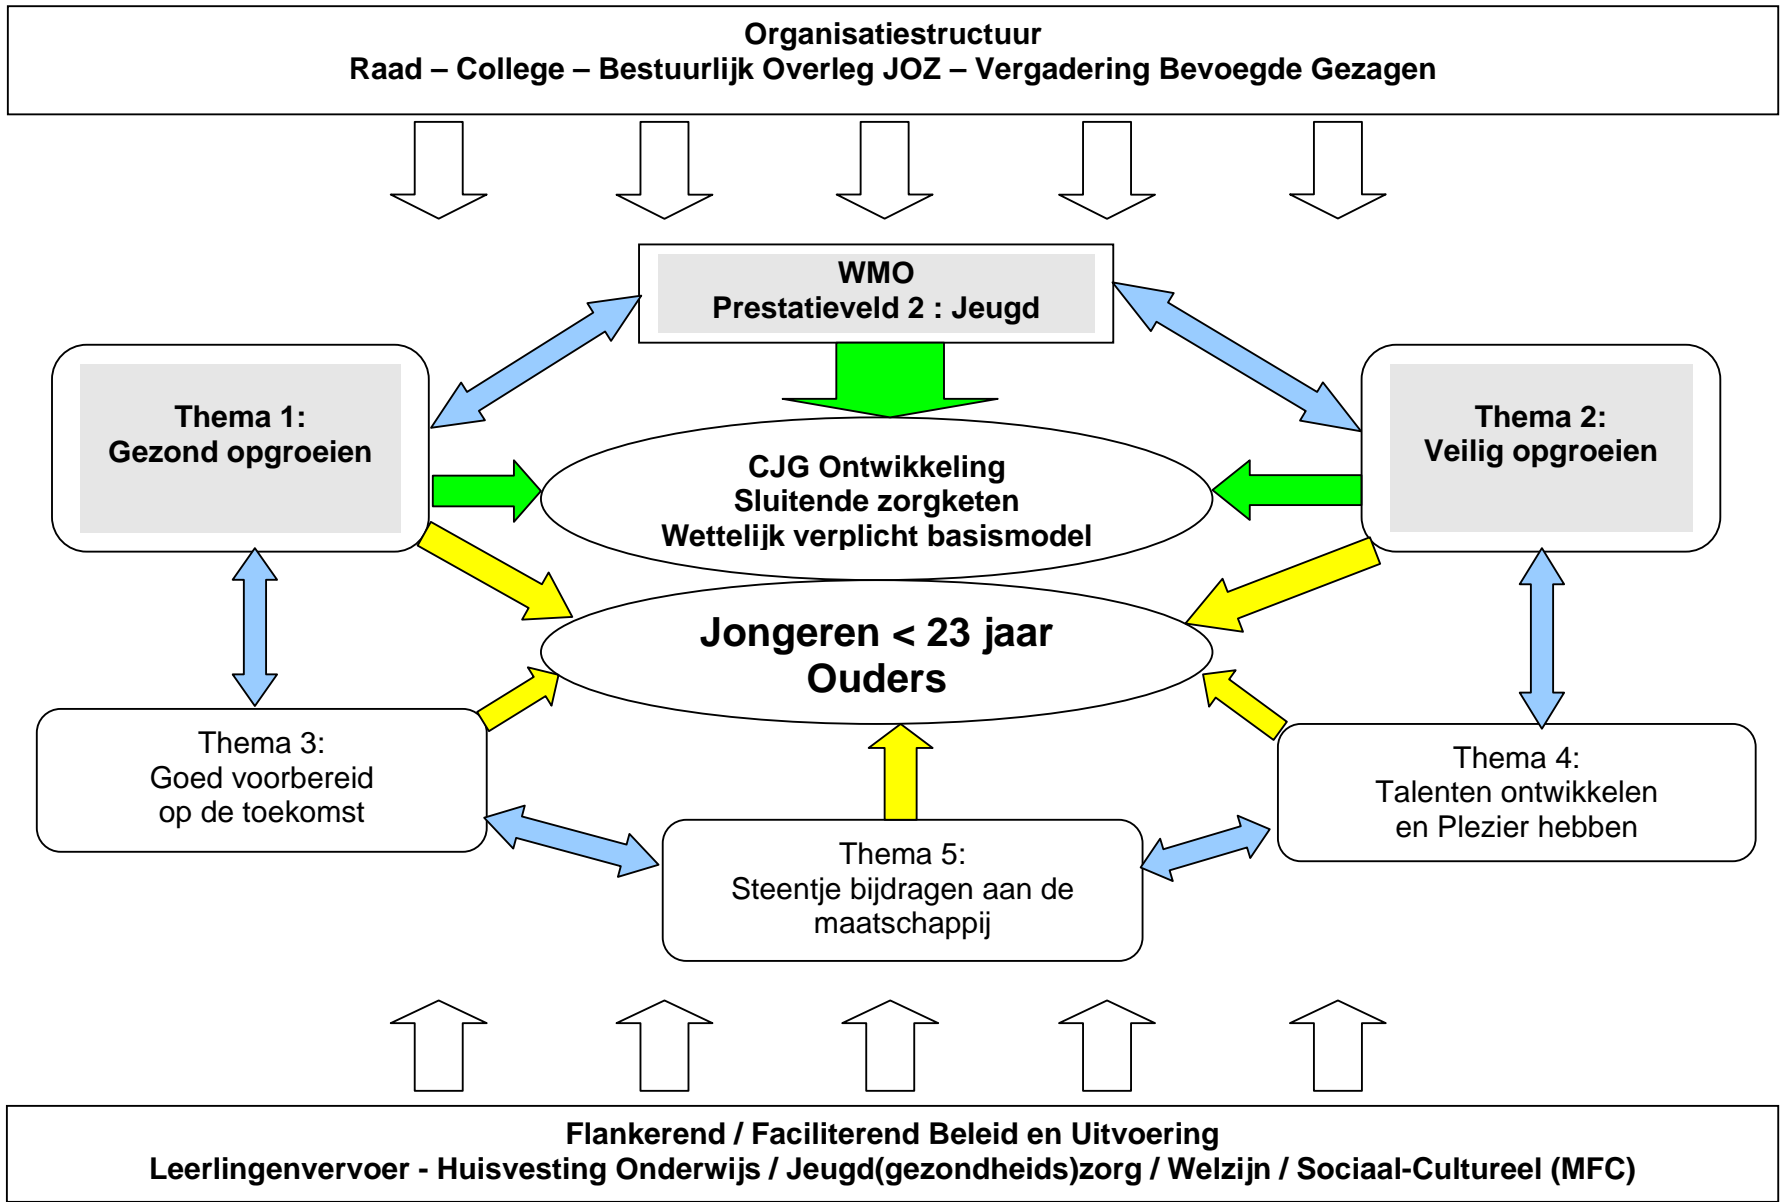 Organisatiestructuur
Raad – College – Bestuurlijk Overleg JOZ – Vergadering Bevoegde Gezagen
WMO
Prestatieveld 2 : Jeugd
Thema 1:
Gezond opgroeien
Thema 2:
Veilig opgroeien
CJG Ontwikkeling
Sluitende zorgketen
Wettelijk verplicht basismodel
Jongeren < 23 jaar
Ouders
Thema 3:
Goed voorbereid
op de toekomst
Thema 4:
Talenten ontwikkelen
en Plezier hebben
Thema 5:
Steentje bijdragen aan de
maatschappij
Flankerend / Faciliterend Beleid en Uitvoering
Leerlingenvervoer - Huisvesting Onderwijs / Jeugd(gezondheids)zorg / Welzijn / Sociaal-Cultureel (MFC)